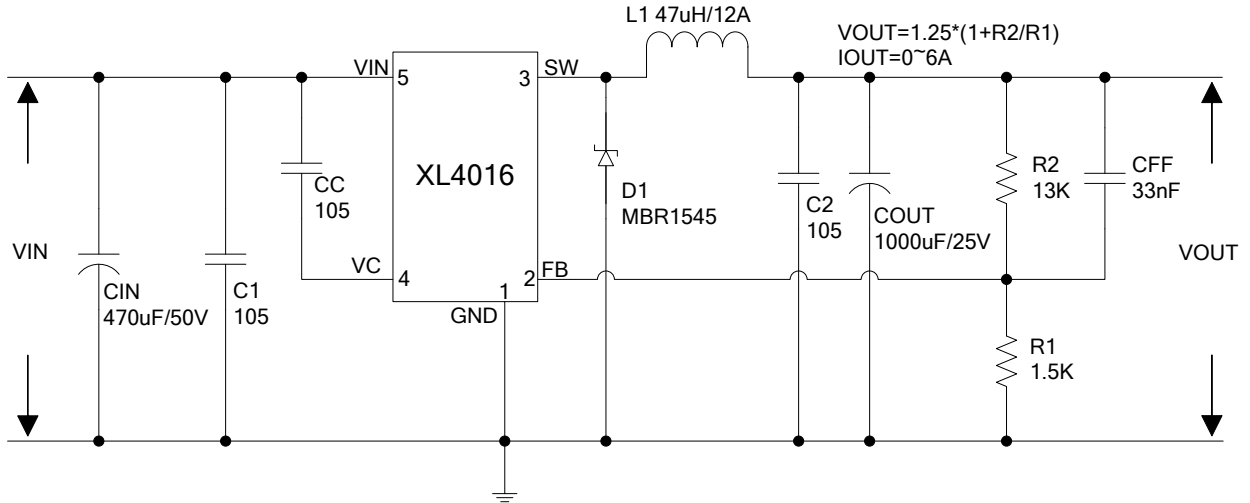 L1 47uH/12A
VOUT=1.25*(1+R2/R1)
IOUT=0~6A
VIN
5
3
SW
XL4016
CC
105
D1
MBR1545
C2
105
COUT
1000uF/25V
R2
13K
CFF
33nF
VIN
VOUT
VC
4
2
FB
1
GND
CIN
470uF/50V
C1
105
R1
1.5K